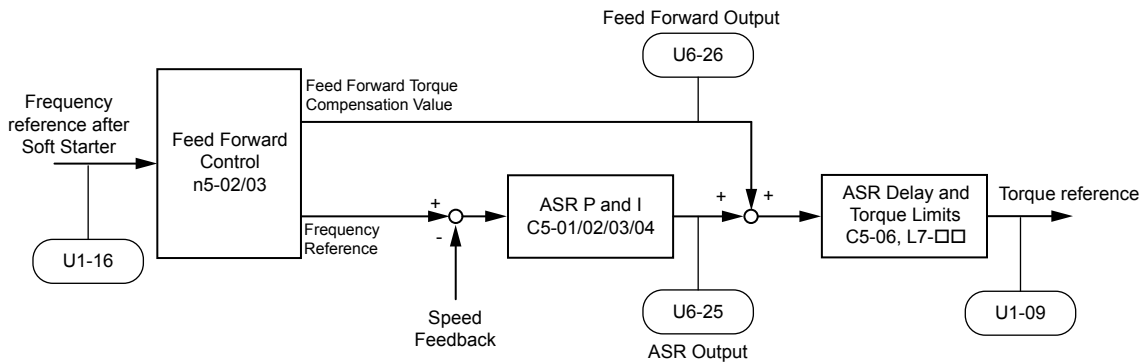 Feed Forward Output
U6-26
Frequency
reference after
Soft Starter
U1-16
Feed Forward
Control
n5-02/03
Feed Forward Torque
Compensation Value
Frequency
Reference
+
-
Speed
Feedback
ASR P and I
C5-01/02/03/04
U6-25
ASR Output
+
+
ASR Delay and
Torque Limits
C5-06, L7-□□
Torque reference
U1-09